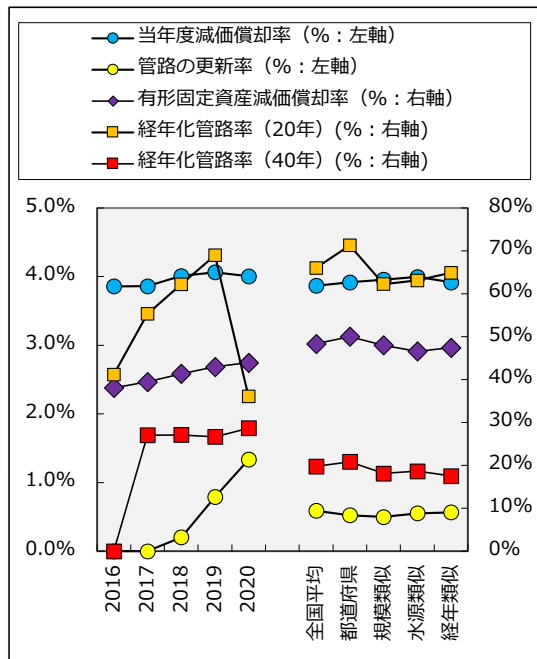 当年度減価償却率（%：左軸）
管路の更新率（%：左軸）
有形固定資産減価償却率（%：右軸）
経年化管路率（20年）(%：右軸)
経年化管路率（40年）(%：右軸)
5.0%
4.0%
3.0%
2.0%
1.0%
0.0%
80%
70%
60%
50%
40%
30%
20%
10%
0%
2016
2017
2018
2019
2020
全国平均
都道府県
規模類似
水源類似
経年類似